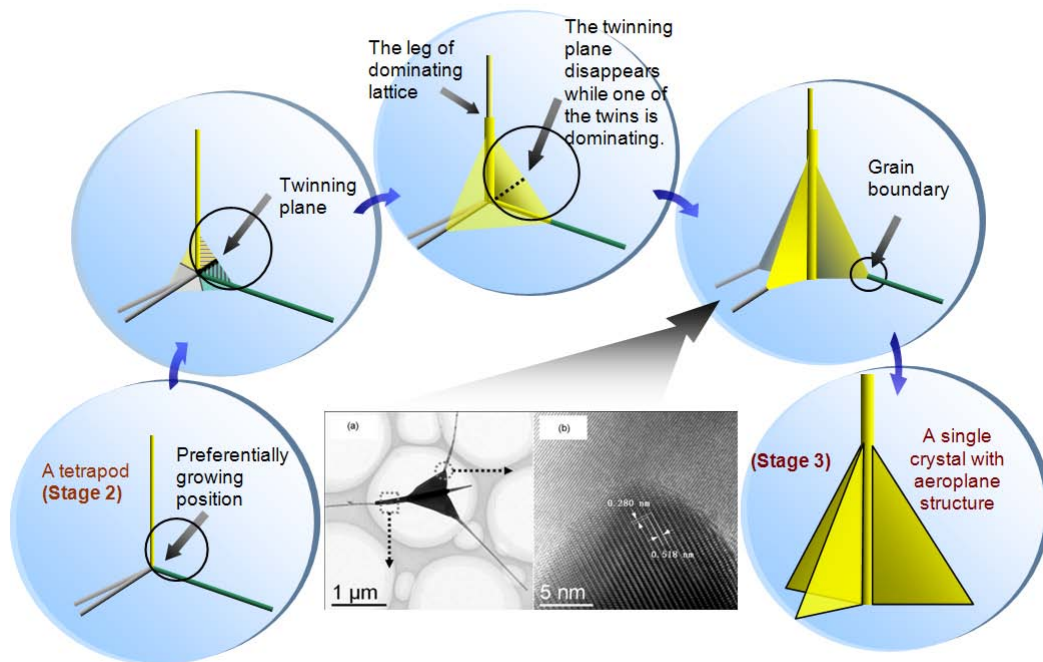 A tetrapod
(Stage 2)
Preferentially
growing
position
Twinning
plane
The leg of
dominating
lattice
The twinning
plane
disappears
while one of
the twins is
dominating.
Grain
boundary
(Stage 3)
A single
crystal with
aeroplane
structure
(a)
1 µm
(b)
0.280 nm
0.518 nm
5 nm